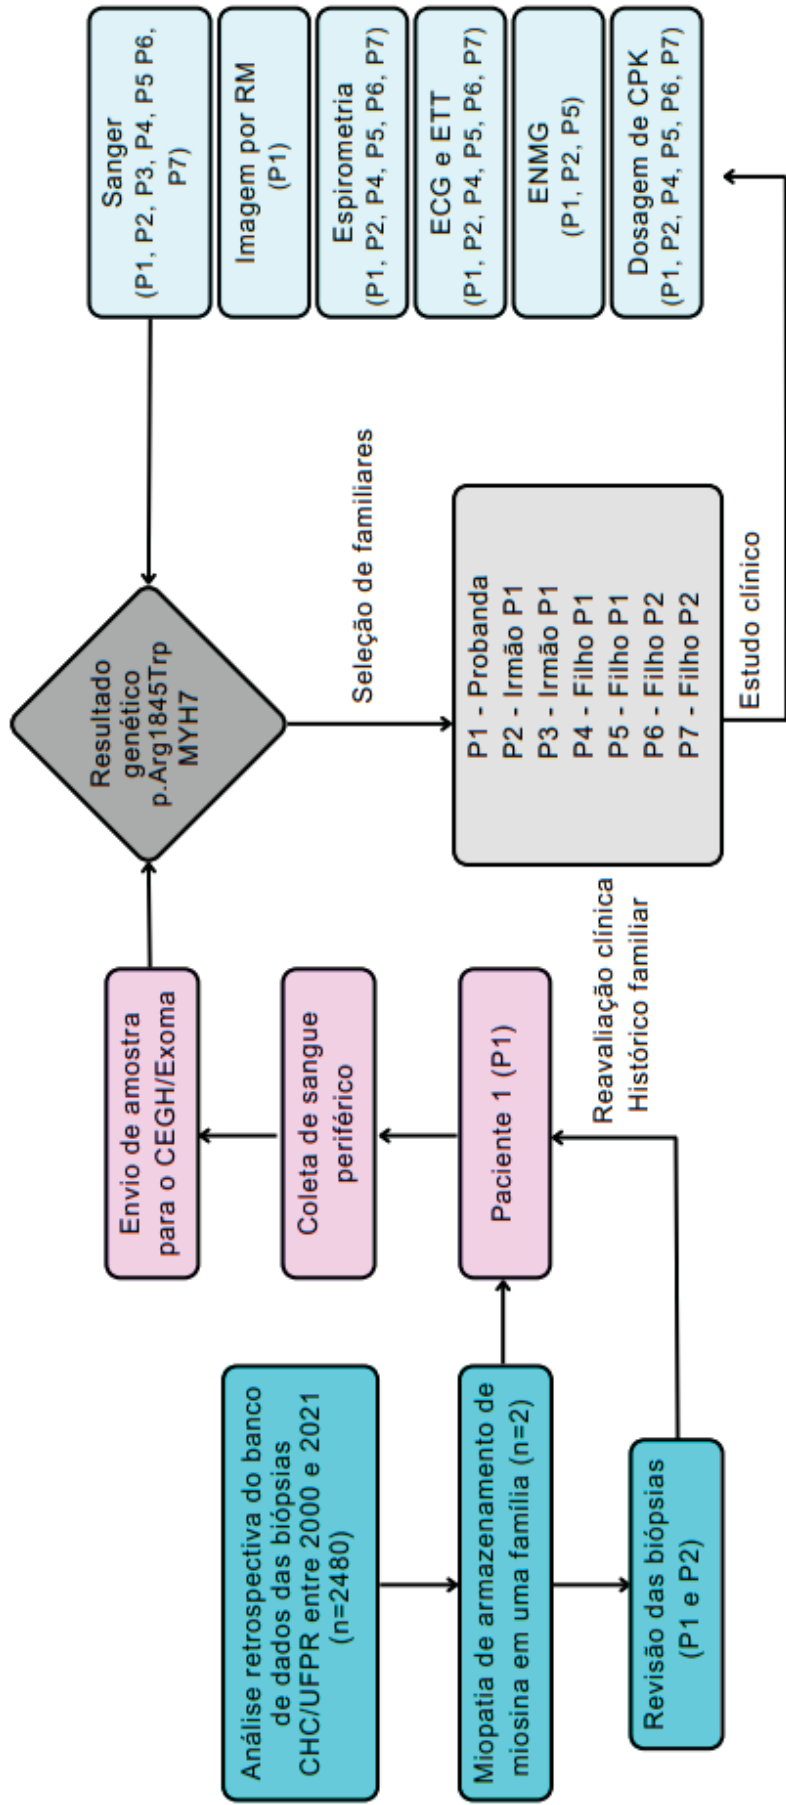 Análise retrospectiva do banco
de dados das biópsias
CHC/UFPR entre 2000 e 2021
(n=2480)
Miopatia de armazenamento de
miosina em uma família (n=2)
Revisão das biópsias
(P1 e P2)
Reavaliação clínica
Histórico familiar
Paciente 1 (P1)
Coleta de sangue
periférico
Envio de amostra
para o CEGH/Exoma
Resultado
genético
p.Arg1845Trp
MYH7
Seleção de familiares
P1 - Probanda
P2 - Irmão P1
P3 - Irmão P1
P4 - Filho P1
P5 - Filho P1
P6 - Filho P2
P7 - Filho P2
Estudo clínico
Sanger
(P1, P2, P3, P4, P5 P6,
P7)
Imagem por RM
(P1)
Espirometria
(P1, P2, P4, P5, P6, P7)
ECG e ETT
(P1, P2, P4, P5, P6, P7)
ENMG
(P1, P2, P5)
Dosagem de CPK
(P1, P2, P4, P5, P6, P7)